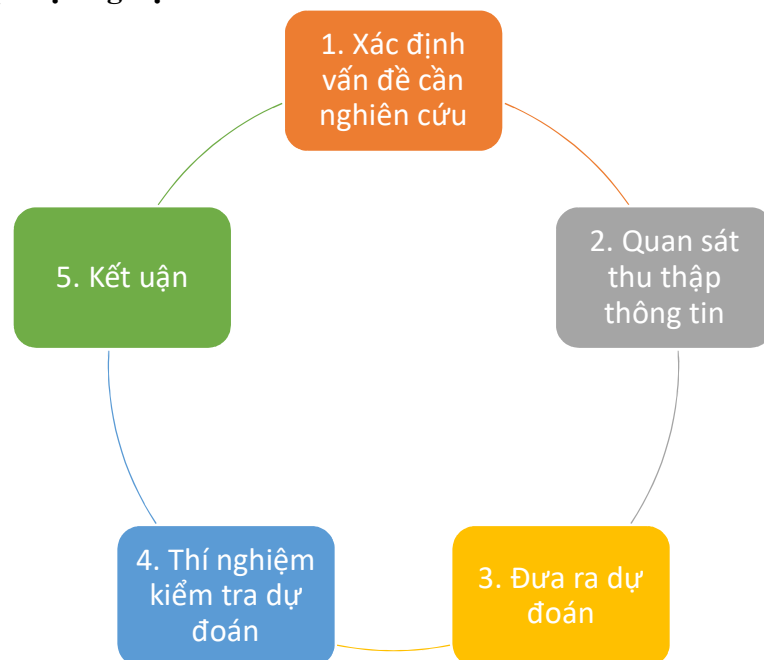 1. Xác định
vấn đề cần
nghiên cứu
2. Quan sát
thu thập
thông tin
3. Đưa ra dự
đoán
4. Thí nghiệm
kiểm tra dự
đoán
5. Kết uận